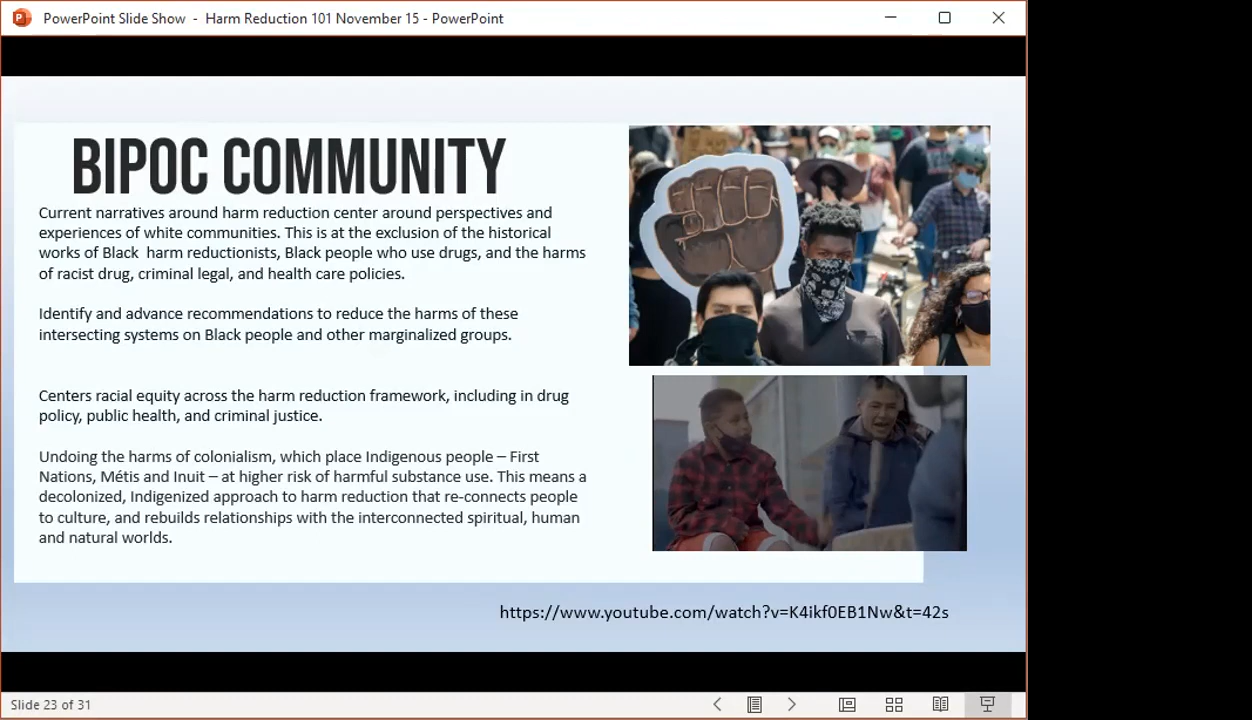 PowerPoint Slide Show - Harm Reduction 101 November 15 - PowerPoint
BIPOC COMMUNITY
Current narratives around harm reduction center around perspectives and
experiences of white communities. This is at the exclusion of the historical
works of Black  harm reductionists, Black people who use drugs, and the harms
of racist drug, criminal legal, and health care policies.
Identify and advance recommendations to reduce the harms of these
intersecting systems on Black people and other marginalized groups.
Centers racial equity across the harm reduction framework, including in drug
policy, public health, and criminal justice.
Undoing the harms of colonialism, which place Indigenous people – First
Nations, Métis and Inuit – at higher risk of harmful substance use. This means a
decolonized, Indigenized approach to harm reduction that re-connects people
to culture, and rebuilds relationships with the interconnected spiritual, human
and natural worlds.
https://www.youtube.com/watch?v=K4ikf0EB1Nw&t=42s
Slide 23 of 31